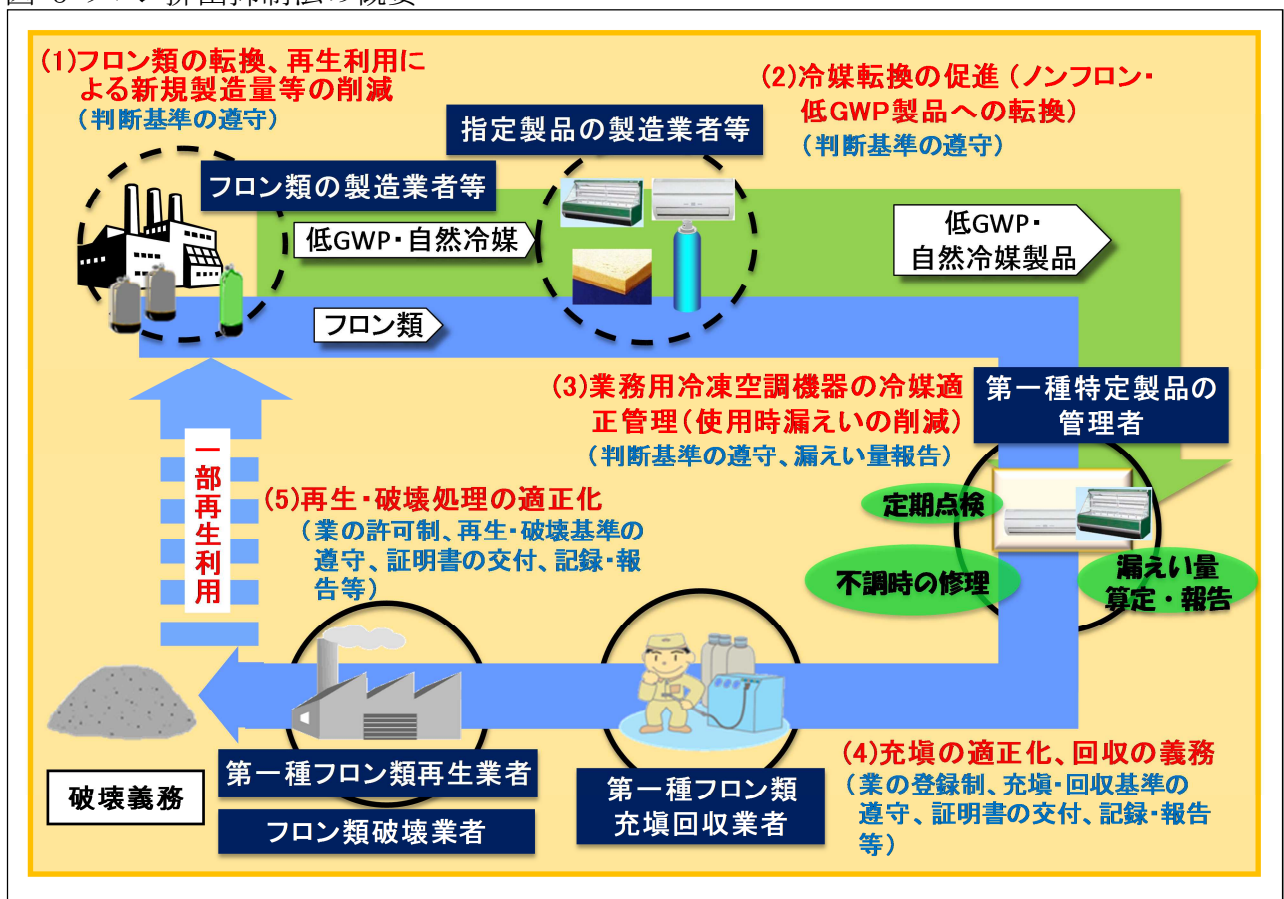 (1)フロン類の転換、再生利用に
よる新規製造量等の削減
(判断基準の遵守)
(2)冷媒転換の促進(ノンフロン・
低GWP製品への転換)
(判断基準の遵守)
指定製品の製造業者等
フロン類の製造業者等
低GWP・自然冷媒
低GWP・
自然冷媒製品
フロン類
(3)業務用冷凍空調機器の冷媒適
正管理(使用時漏えいの削減)
(判断基準の遵守、漏えい量報告)
第一種特定製品の
管理者
定期点検
不調時の修理
漏えい量
算定・報告
一部再生利用
(5)再生・破壊処理の適正化
(業の許可制、再生・破壊基準の
遵守、証明書の交付、記録・報
告等)
破壊義務
第一種フロン類再生業者
フロン類破壊業者
第一種フロン類
充塡回収業者
(4)充塡の適正化、回収の義務
(業の登録制、充塡・回収基準の
遵守、証明書の交付、記録・報告
等)